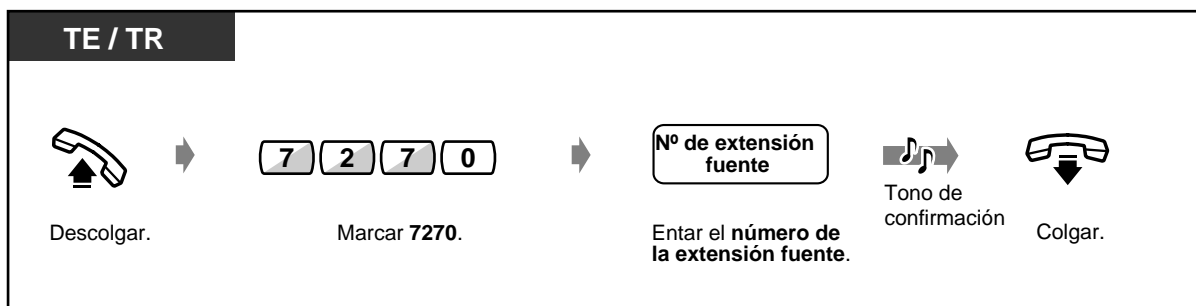 TE / TR
7 2 7 0
Nº de extensión
fuente
Tono de
confirmación
Descolgar.
Marcar 7270.
Entar el número de
la extensión fuente.
Colgar.